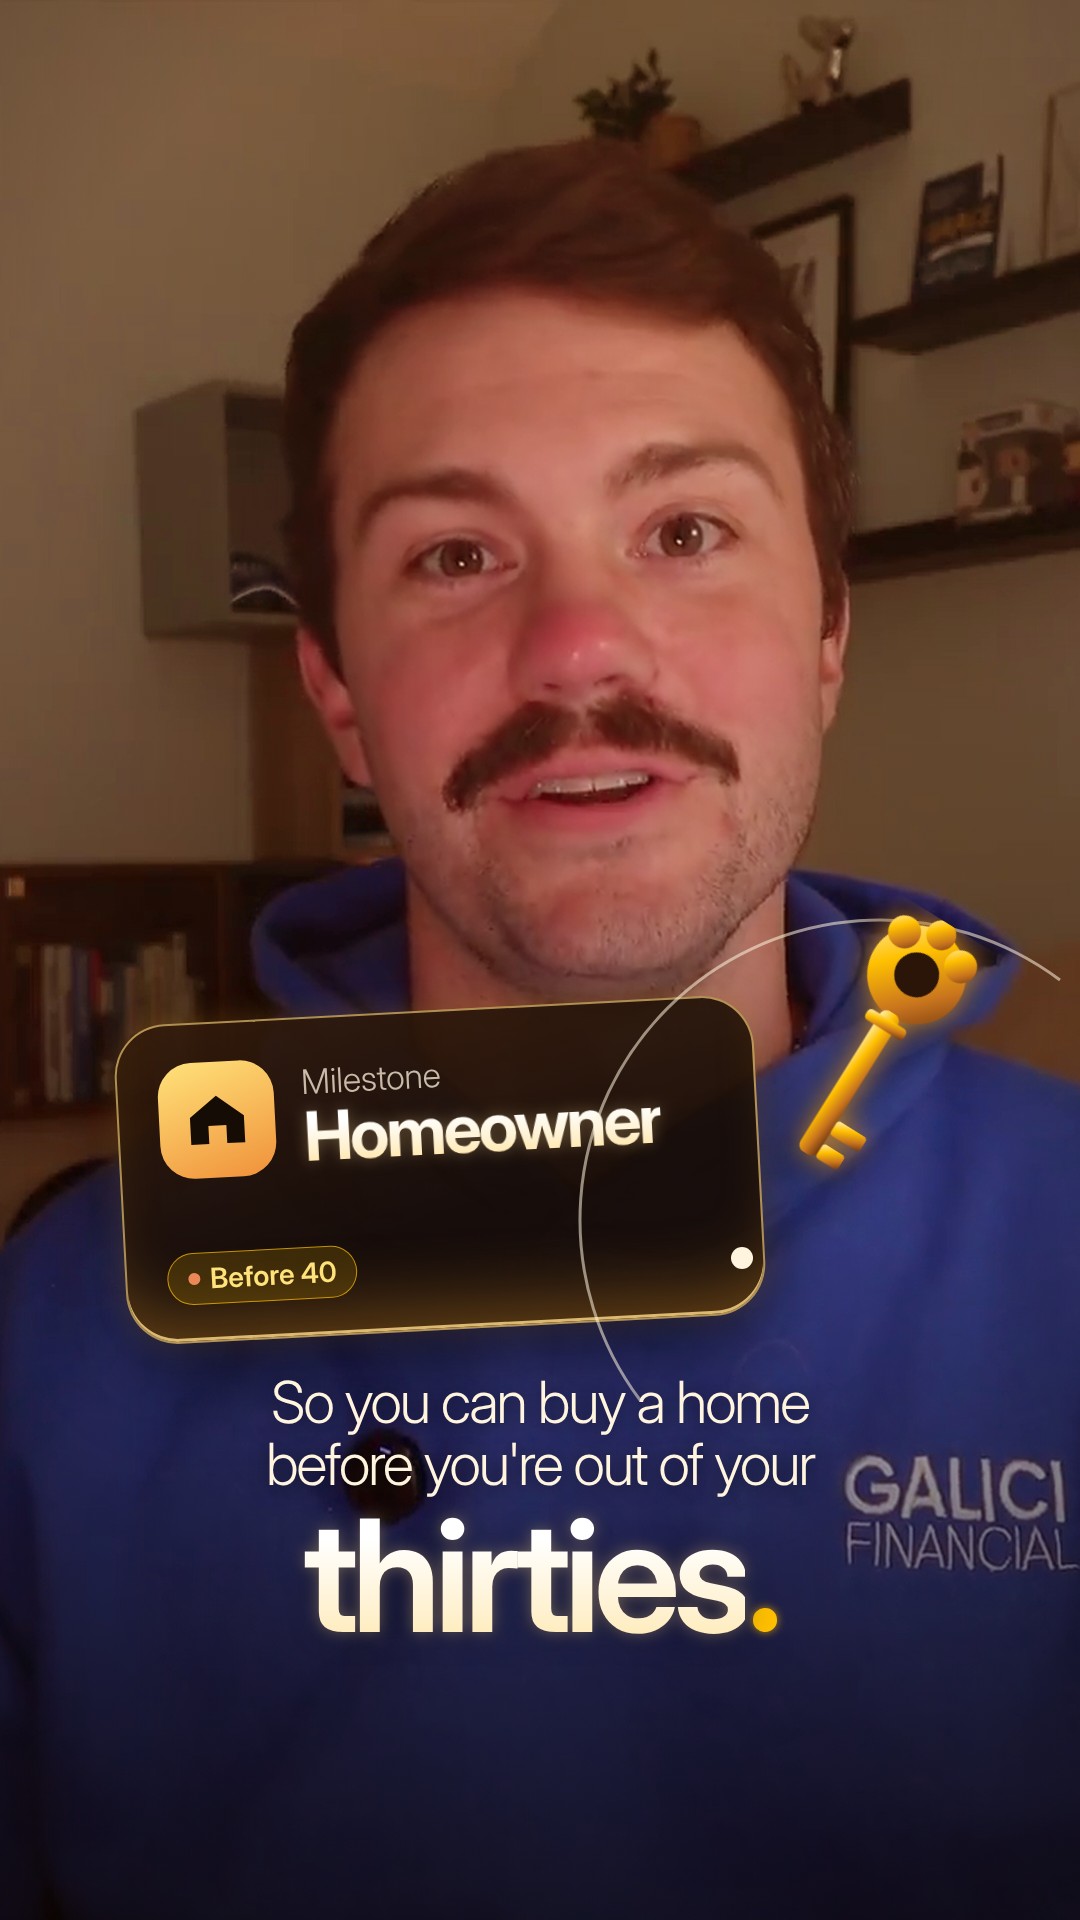 Milestone
Homeowner
Before 40
So you can buy a home
before you're out of your
thirties.
GALICI
FINANCIAL